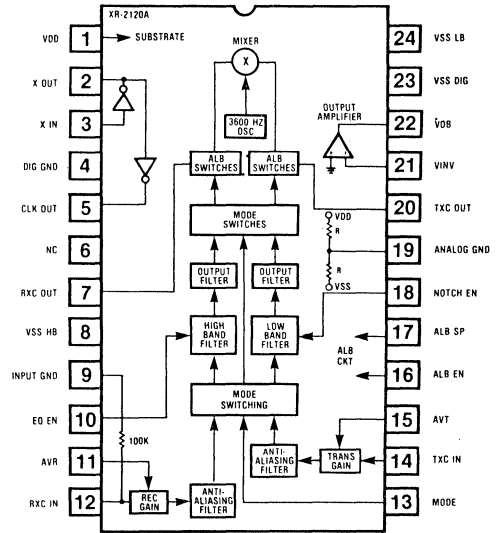 XR-2120A
VDD 1 SUBSTRATE
X OUT 2
X IN 3
DIG GND 4
CLK OUT 5
NC 6
RXC OUT 7
VSS HB 8
INPUT GND 9
EQ EN 10
AVR 11
RXC IN 12
24 VSS LB
23 VSS DIG
22 VOB
21 VINV
20 TXC OUT
19 ANALOG GND
18 NOTCH EN
17 ALB SP
16 ALB EN
15 AVT
14 TXC IN
13 MODE
MIXER
X
3600 HZ
OSC
OUTPUT
AMPLIFIER
ALB
SWITCHES
ALB
SWITCHES
MODE
SWITCHES
VDD
R
R
VSS
OUTPUT
FILTER
OUTPUT
FILTER
HIGH
BAND
FILTER
LOW
BAND
FILTER
ALB
CKT
MODE
SWITCHING
100K
ANTI-
ALIASING
FILTER
TRANS
GAIN
REC
GAIN
ANTI-
ALIASING
FILTER